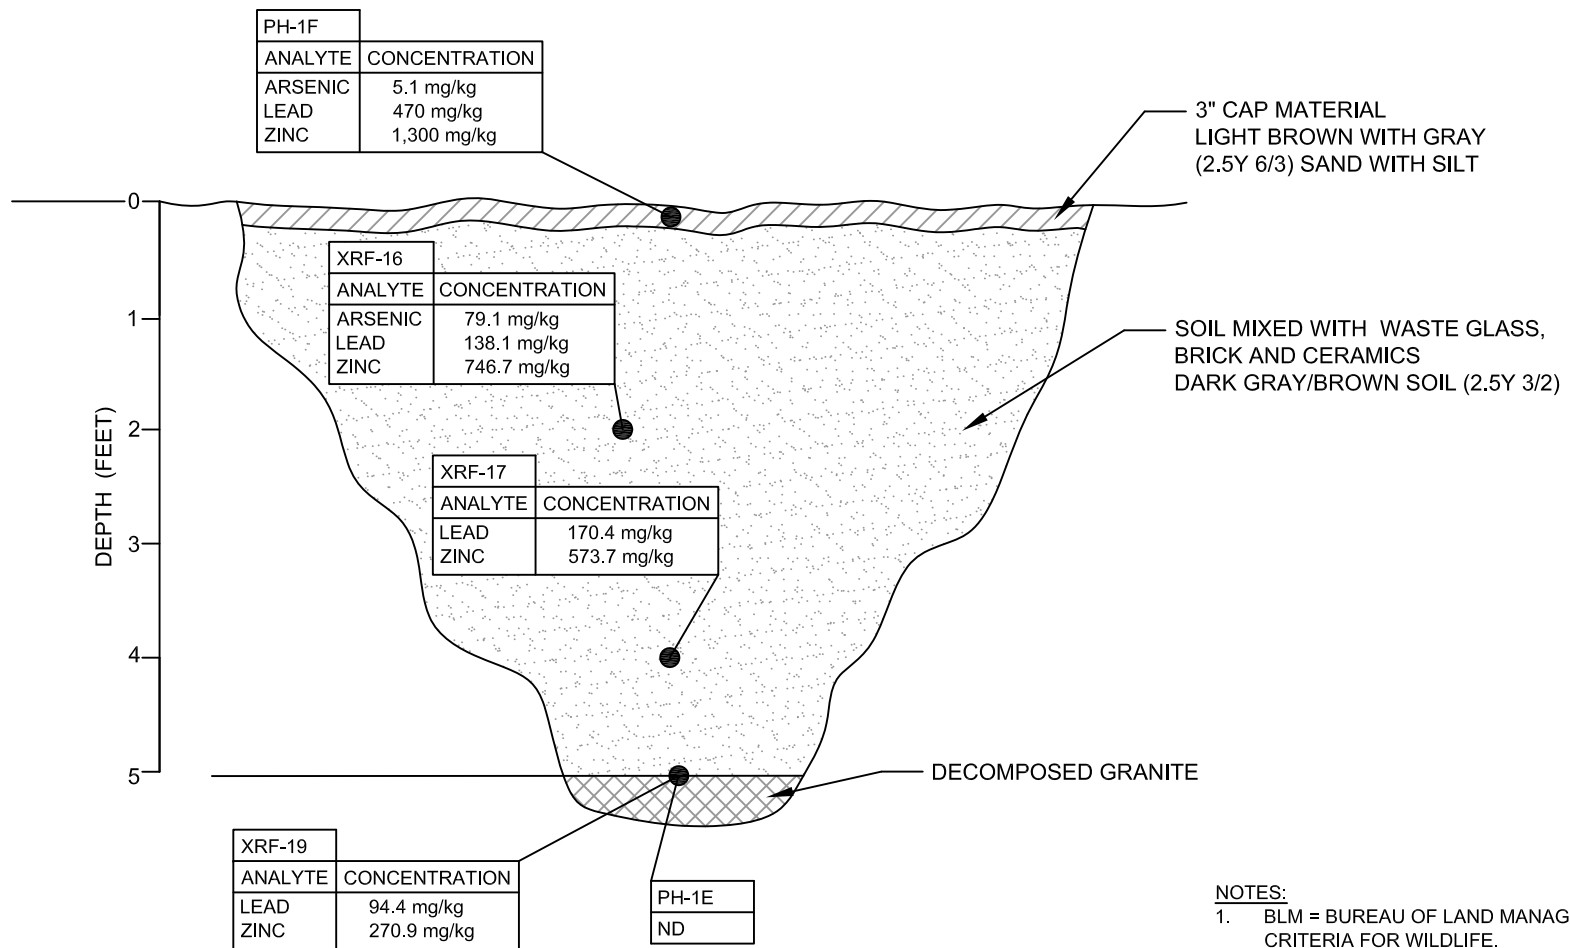 PH-1F
ANALYTE CONCENTRATION
ARSENIC 5.1 mg/kg
LEAD 470 mg/kg
ZINC 1,300 mg/kg
3" CAP MATERIAL
LIGHT BROWN WITH GRAY
(2.5Y 6/3) SAND WITH SILT
0
XRF-16
ANALYTE CONCENTRATION
ARSENIC 79.1 mg/kg
LEAD 138.1 mg/kg
ZINC 746.7 mg/kg
1
SOIL MIXED WITH WASTE GLASS,
BRICK AND CERAMICS
DARK GRAY/BROWN SOIL (2.5Y 3/2)
2
DEPTH (FEET)
XRF-17
ANALYTE CONCENTRATION
LEAD 170.4 mg/kg
ZINC 573.7 mg/kg
3
4
5
DECOMPOSED GRANITE
XRF-19
ANALYTE CONCENTRATION
LEAD 94.4 mg/kg
ZINC 270.9 mg/kg
PH-1E
ND
NOTES:
1. BLM = BUREAU OF LAND MANAG
CRITERIA FOR WILDLIFE.